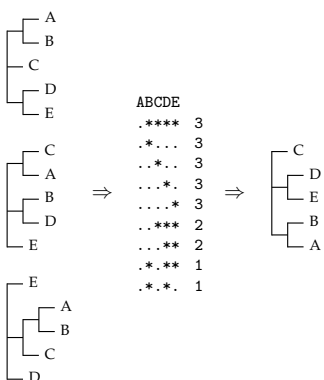 A
B
C
D
E
C
A
B
D
E
E
A
B
C
D
⇒
ABCDE
.**** 3
.*... 3
..*.. 3
...*. 3
....* 3
..*** 2
...** 2
.*.** 1
.*.*. 1
⇒
C
D
E
B
A